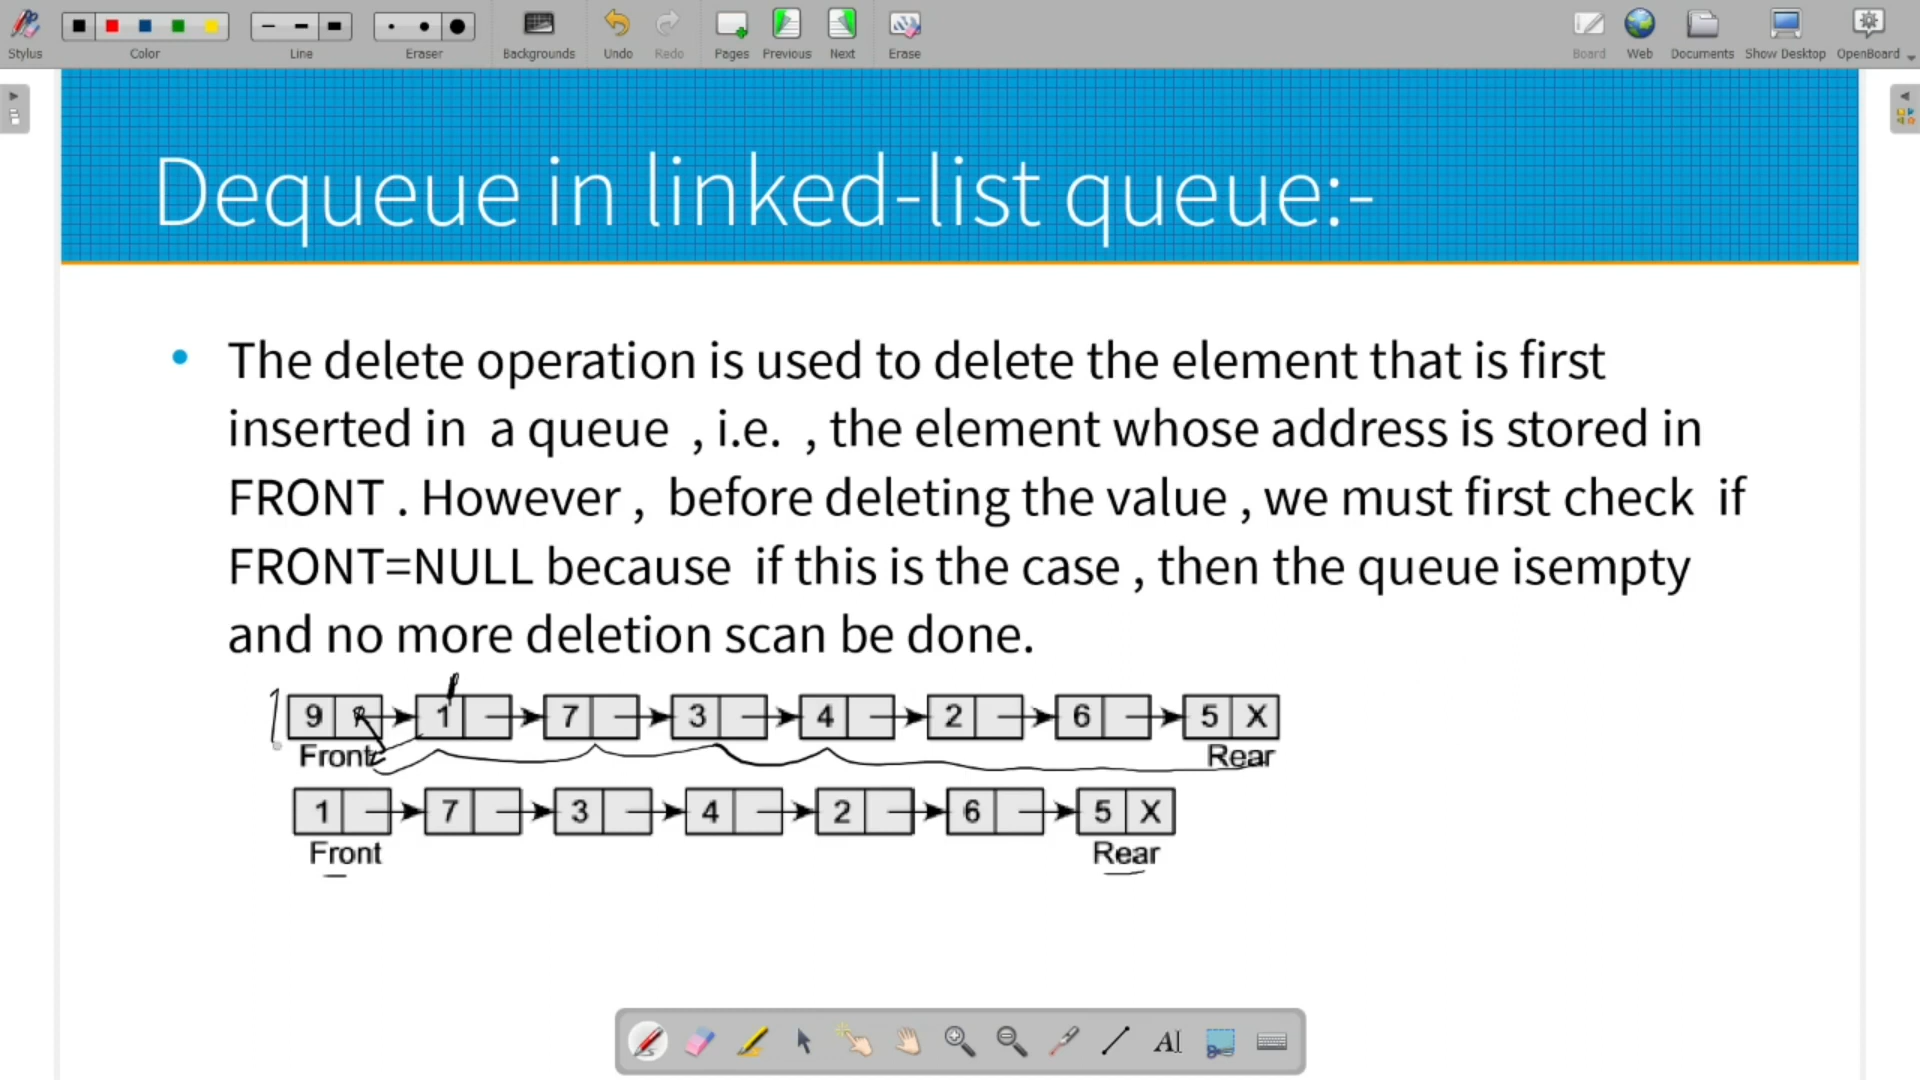 Stylus Color Line Eraser Backgrounds Undo Redo Pages Previous Next Erase Board Web Documents Show Desktop OpenBoard
Dequeue in linked-list queue:-
• The delete operation is used to delete the element that is first
inserted in a queue , i.e. , the element whose address is stored in
FRONT . However , before deleting the value , we must first check if
FRONT=NULL because if this is the case , then the queue isempty
and no more deletion scan be done.
9 1 7 3 4 2 6 5 X
Front Rear
1 7 3 4 2 6 5 X
Front Rear